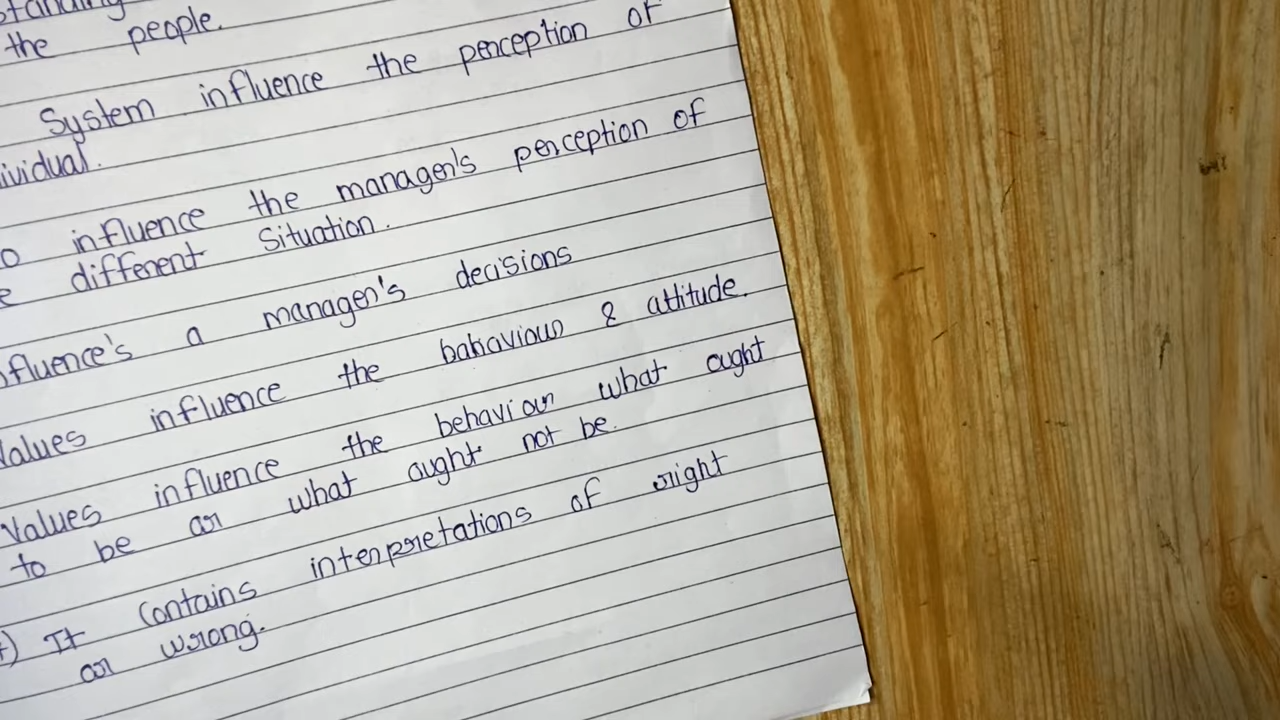 the people.
System influence the perception of
ividual.
o influence the manager's perception of
e different situation.
fluence's a manager's decisions
Values influence the bahaviour & attitude.
Values influence the behaviour what ought
to be or what ought not be.
) It Contains interpretations of right
or wrong.